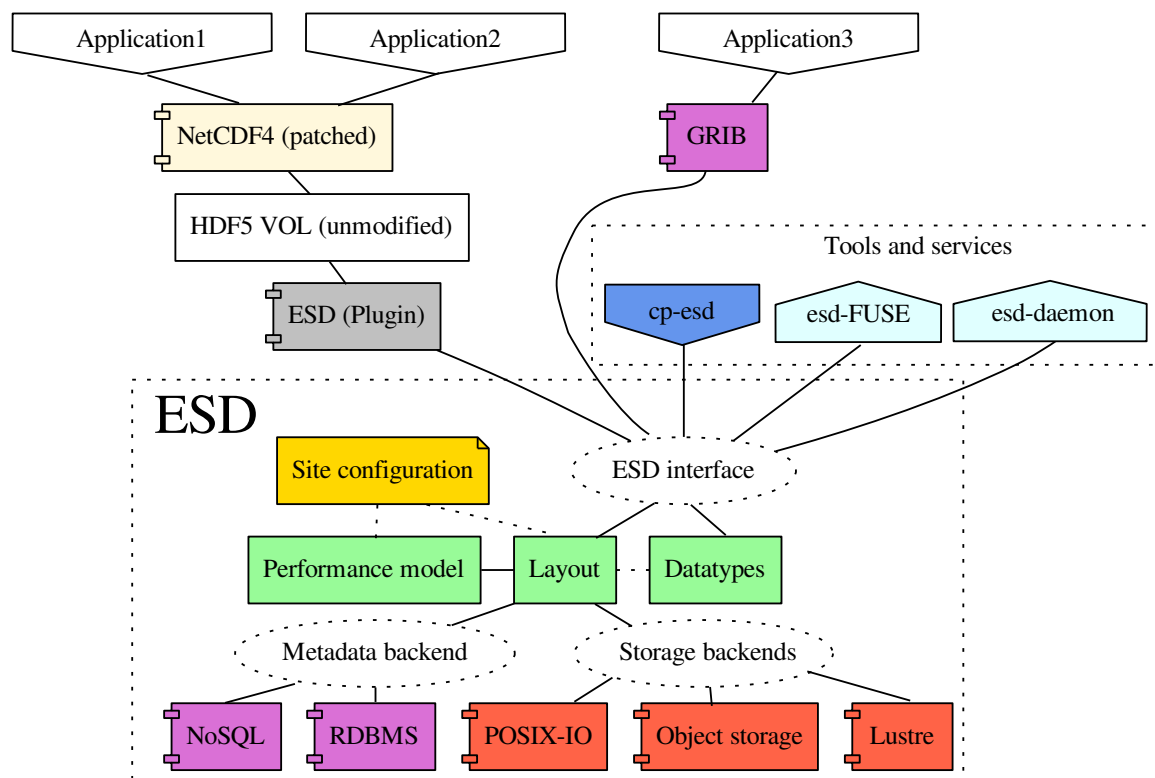 Application1
Application2
Application3
NetCDF4 (patched)
GRIB
HDF5 VOL (unmodified)
Tools and services
ESD (Plugin)
cp-esd
esd-FUSE
esd-daemon
ESD
Site configuration
ESD interface
Performance model
Layout
Datatypes
Metadata backend
Storage backends
NoSQL
RDBMS
POSIX-IO
Object storage
Lustre